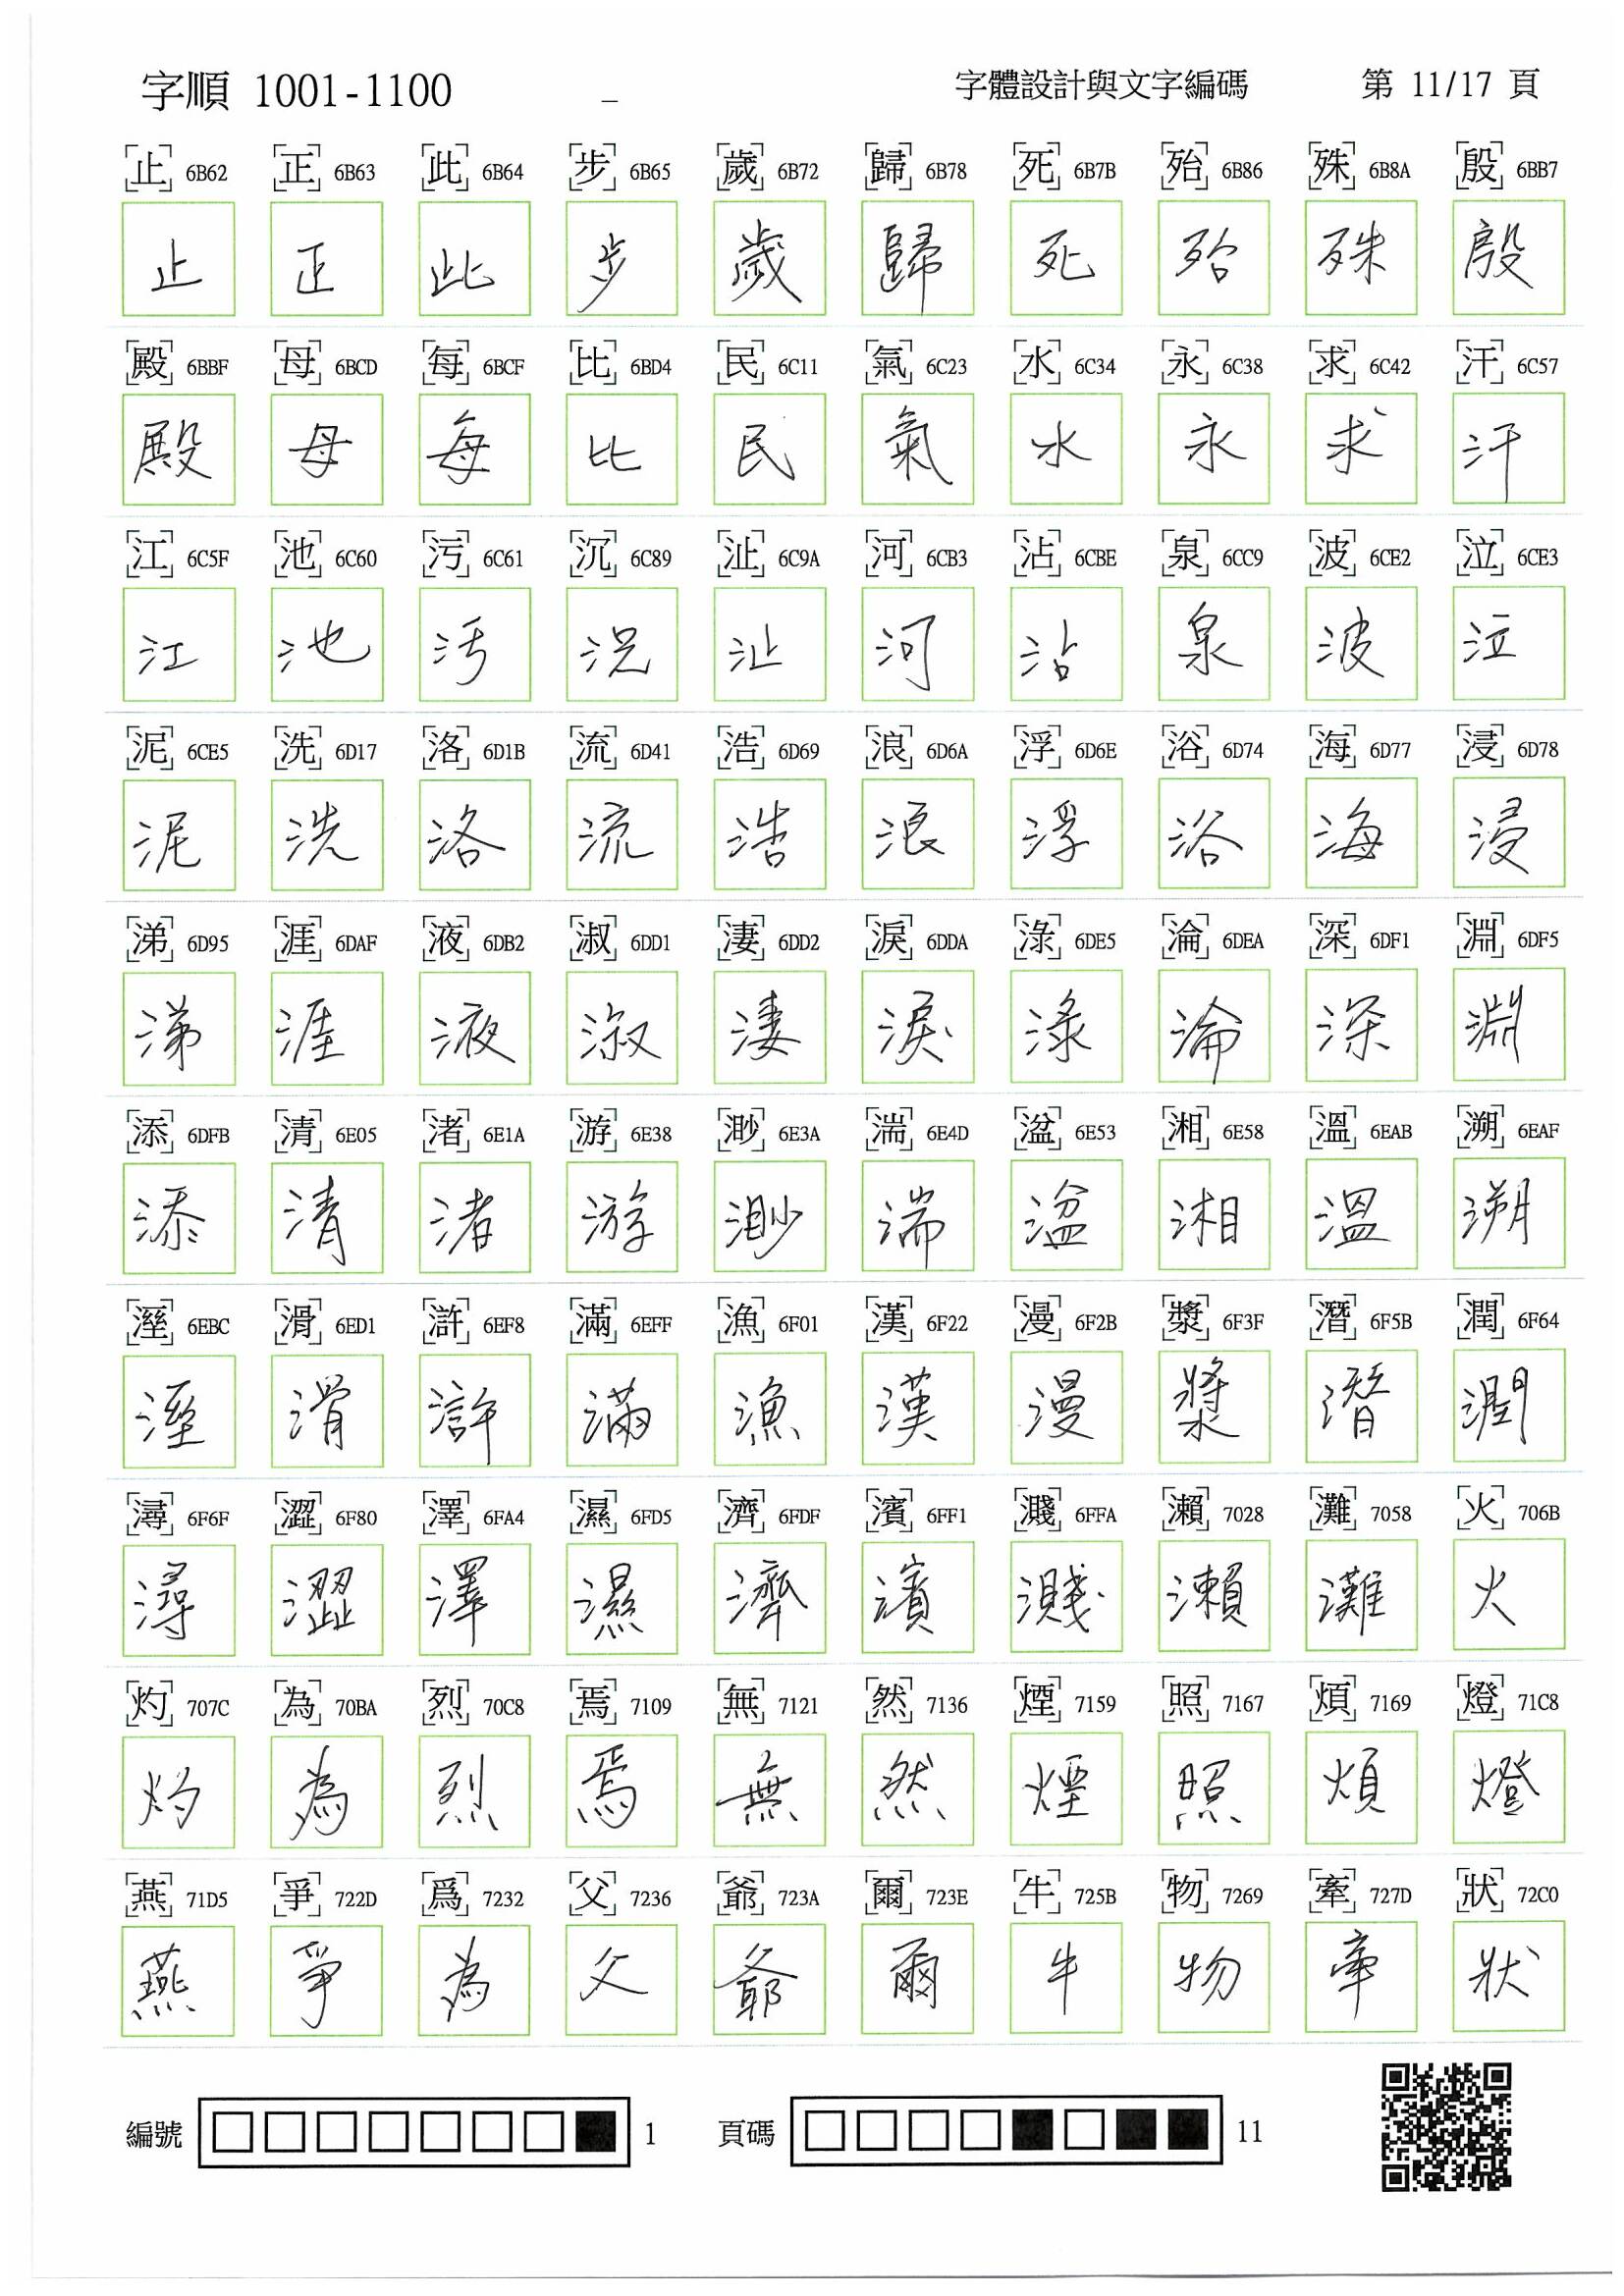 字順 1001-1100 _ 字體設計與文字編碼 第 11/17 頁
止 6B62 正 6B63 此 6B64 步 6B65 歲 6B72 歸 6B78 死 6B7B 殆 6B86 殊 6B8A 殷 6BB7
止 正 此 步 歲 歸 死 殆 殊 殷
殿 6BBF 母 6BCD 每 6BCF 比 6BD4 民 6C11 氣 6C23 水 6C34 永 6C38 求 6C42 汗 6C57
殿 母 每 比 民 氣 水 永 求 汗
江 6C5F 池 6C60 污 6C61 沉 6C89 沚 6C9A 河 6CB3 沾 6CBE 泉 6CC9 波 6CE2 泣 6CE3
江 池 污 況 沚 河 沾 泉 波 泣
泥 6CE5 洗 6D17 洛 6D1B 流 6D41 浩 6D69 浪 6D6A 浮 6D6E 浴 6D74 海 6D77 浸 6D78
泥 洗 洛 流 浩 浪 浮 浴 海 浸
涕 6D95 涯 6DAF 液 6DB2 淑 6DD1 淒 6DD2 淚 6DDA 淥 6DE5 淪 6DEA 深 6DF1 淵 6DF5
涕 涯 液 淑 淒 淚 淥 淪 深 淵
添 6DFB 清 6E05 渚 6E1A 游 6E38 渺 6E3A 湍 6E4D 湓 6E53 湘 6E58 溫 6EAB 溯 6EAF
添 清 渚 游 渺 湍 湓 湘 溫 溯
溼 6EBC 滑 6ED1 滸 6EF8 滿 6EFF 漁 6F01 漢 6F22 漫 6F2B 漿 6F3F 潛 6F5B 潤 6F64
溼 滑 滸 滿 漁 漢 漫 漿 潛 潤
潯 6F6F 澀 6F80 澤 6FA4 濕 6FD5 濟 6FDF 濱 6FF1 濺 6FFA 瀨 7028 灘 7058 火 706B
潯 澀 澤 濕 濟 濱 濺 瀨 灘 火
灼 707C 為 70BA 烈 70C8 焉 7109 無 7121 然 7136 煙 7159 照 7167 煩 7169 燈 71C8
灼 為 烈 焉 無 然 煙 照 煩 燈
燕 71D5 爭 722D 爲 7232 父 7236 爺 723A 爾 723E 牛 725B 物 7269 牽 727D 狀 72C0
燕 爭 為 父 爺 爾 牛 物 牽 狀
編號 1 頁碼 11